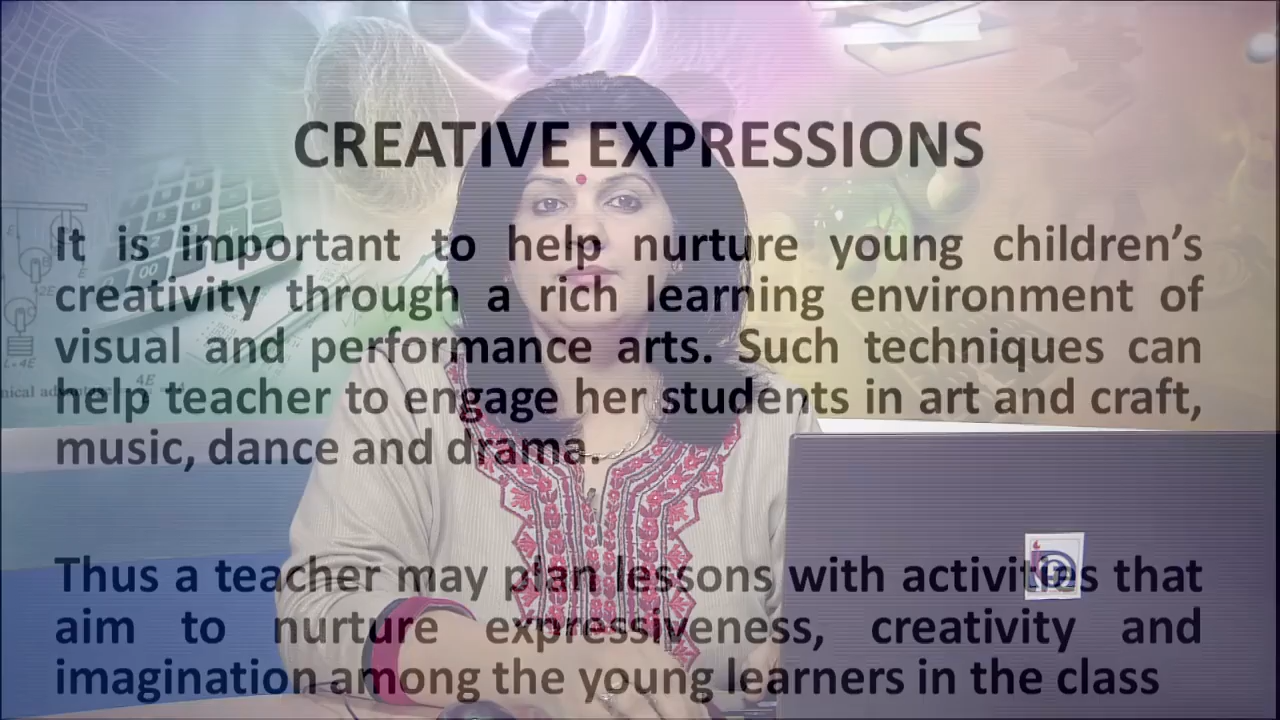 CREATIVE EXPRESSIONS
It is important to help nurture young children’s
creativity through a rich learning environment of
visual and performance arts. Such techniques can
help teacher to engage her students in art and craft,
music, dance and drama.
Thus a teacher may plan lessons with activities that
aim to nurture expressiveness, creativity and
imagination among the young learners in the class